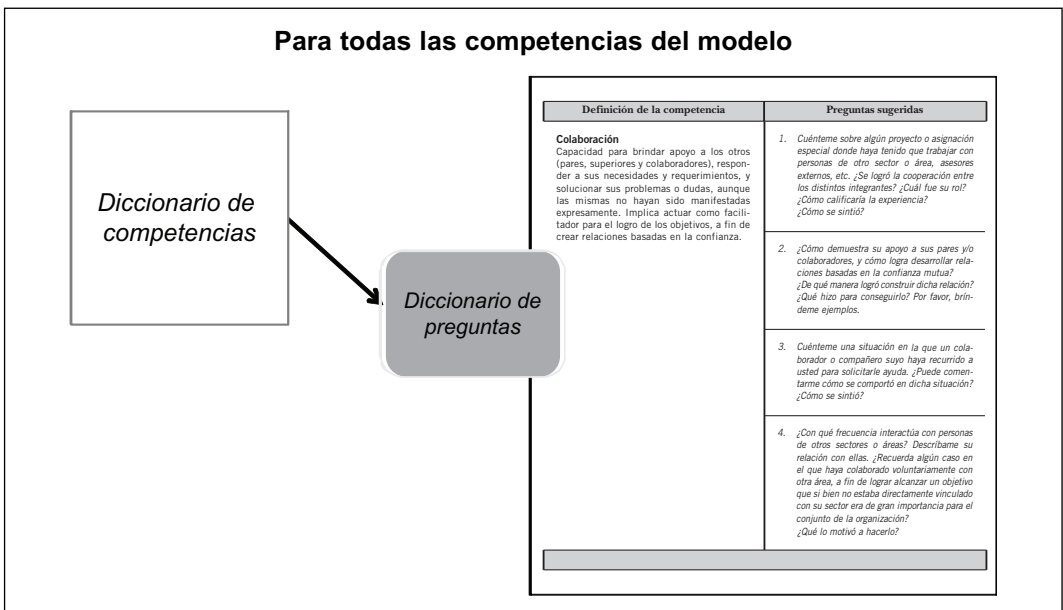 Para todas las competencias del modelo
Diccionario de
competencias
Diccionario de
preguntas
Definición de la competencia
Preguntas sugeridas
Colaboración
Capacidad para brindar apoyo a los otros
(pares, superiores y colaboradores), respon-
der a sus necesidades y requerimientos, y
solucionar sus problemas o dudas, aunque
las mismas no hayan sido manifestadas
expresamente. Implica actuar como facili-
tador para el logro de los objetivos, a fin de
crear relaciones basadas en la confianza.
1. Cuénteme sobre algún proyecto o asignación
especial donde haya tenido que trabajar con
personas de otro sector o área, asesores
externos, etc. ¿Se logró la cooperación entre
los distintos integrantes? ¿Cuál fue su rol?
¿Cómo calificaría la experiencia?
¿Cómo se sintió?
2. ¿Cómo demuestra su apoyo a sus pares y/o
colaboradores, y cómo logra desarrollar rela-
ciones basadas en la confianza mutua?
¿De qué manera logró construir dicha relación?
¿Qué hizo para conseguirlo? Por favor, brín-
deme ejemplos.
3. Cuénteme una situación en la que un cola-
borador o compañero suyo haya recurrido a
usted para solicitarle ayuda. ¿Puede comen-
tarme cómo se comportó en dicha situación?
¿Cómo se sintió?
4. ¿Con qué frecuencia interactúa con personas
de otros sectores o áreas? Descríbame su
relación con ellas. ¿Recuerda algún caso en
el que haya colaborado voluntariamente con
otra área, a fin de lograr alcanzar un objetivo
que si bien no estaba directamente vinculado
con su sector era de gran importancia para el
conjunto de la organización?
¿Qué lo motivó a hacerlo?